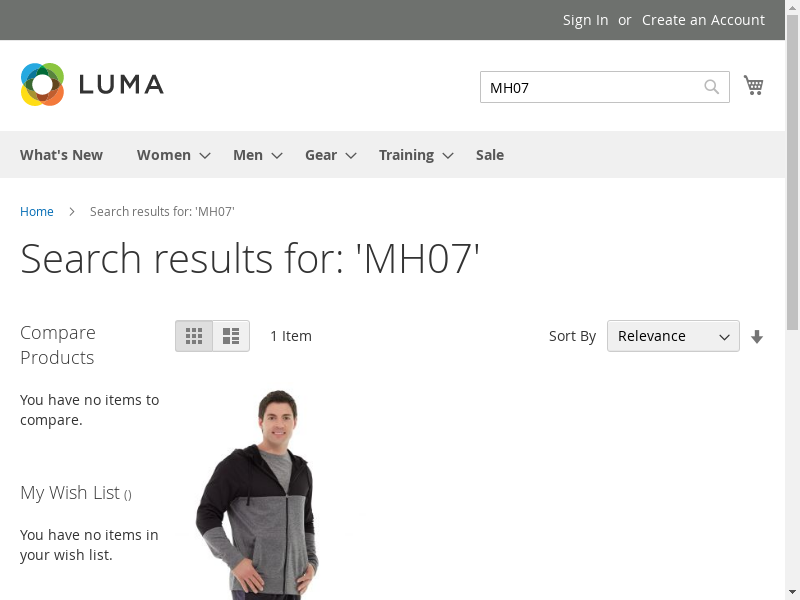 Sign In or Create an Account
LUMA
MH07
What's New Women Men Gear Training Sale
Home Search results for: 'MH07'
Search results for: 'MH07'
Compare
Products
1 Item
Sort By Relevance
You have no items to
compare.
My Wish List ()
You have no items in
your wish list.